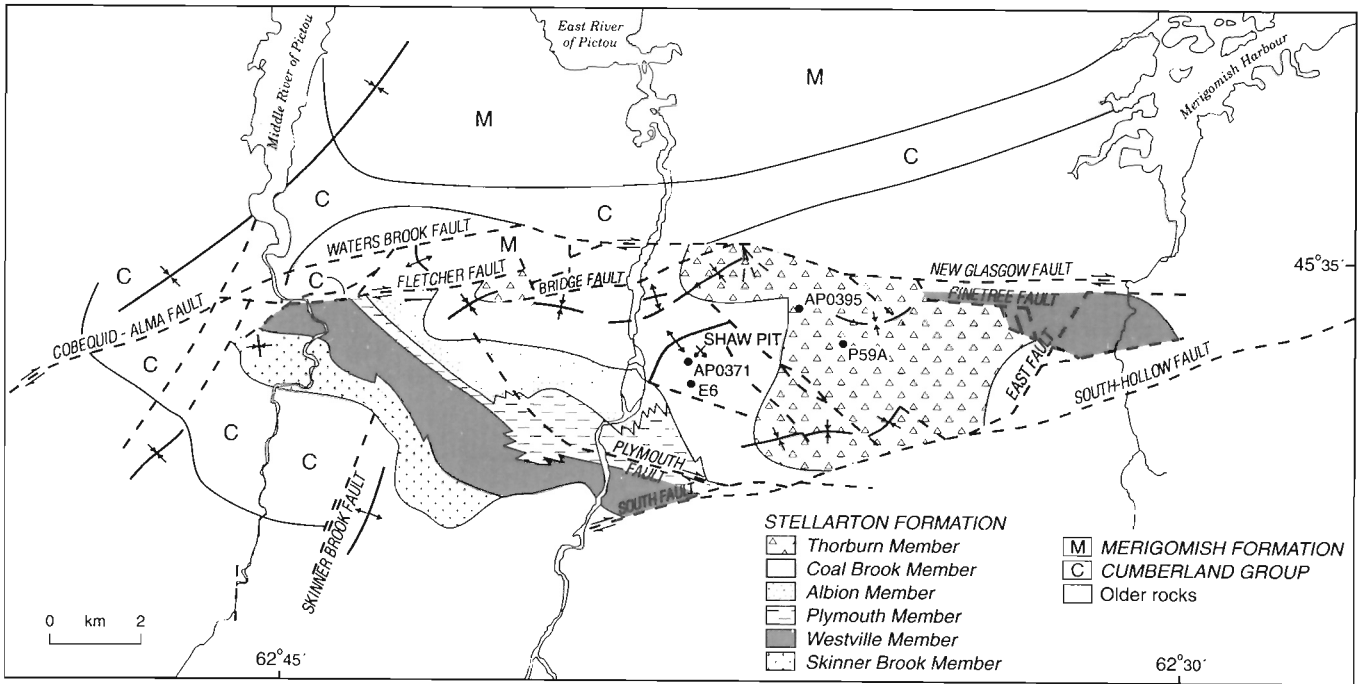 Middle River of Pictou
East River
of Pictou
Merigomish Harbour
M
M
C
C
C
WATERS BROOK FAULT
M
C
C
FLETCHER FAULT
BRIDGE FAULT
NEW GLASGOW FAULT
45°35′
PINETREE FAULT
COBEQUID - ALMA FAULT
AP0395
SHAW PIT
P59A
AP0371
E6
EAST FAULT
SOUTH-HOLLOW FAULT
C
C
C
PLYMOUTH
FAULT
SOUTH FAULT
SKINNER BROOK FAULT
STELLARTON FORMATION
Thorburn Member
Coal Brook Member
Albion Member
Plymouth Member
Westville Member
Skinner Brook Member
M MERIGOMISH FORMATION
C CUMBERLAND GROUP
Older rocks
0 km 2
62°45′
62°30′